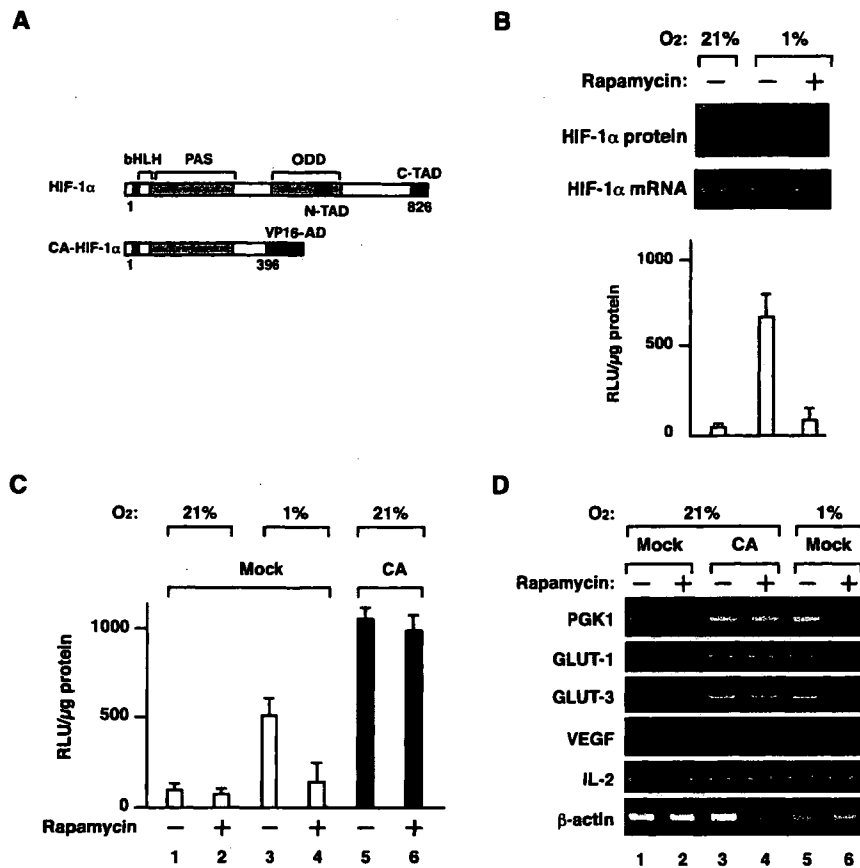 A
bHLH PAS ODD C-TAD
HIF-1α
1 N-TAD 826
VP16-AD
CA-HIF-1α
1 396
B
O2: 21% 1%
Rapamycin: − − +
HIF-1α protein
HIF-1α mRNA
1000
500
0
RLU/µg protein
C
O2: 21% 1% 21%
Mock CA
1000
500
0
RLU/µg protein
Rapamycin − + − + − +
1 2 3 4 5 6
D
O2: 21% 1%
Mock CA Mock
Rapamycin: − + − + − +
PGK1
GLUT-1
GLUT-3
VEGF
IL-2
β-actin
1 2 3 4 5 6